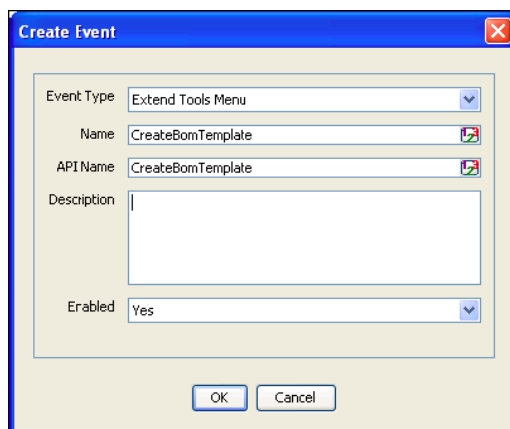 Create Event
Event Type Extend Tools Menu
Name CreateBomTemplate
API Name CreateBomTemplate
Description
Enabled Yes
OK Cancel